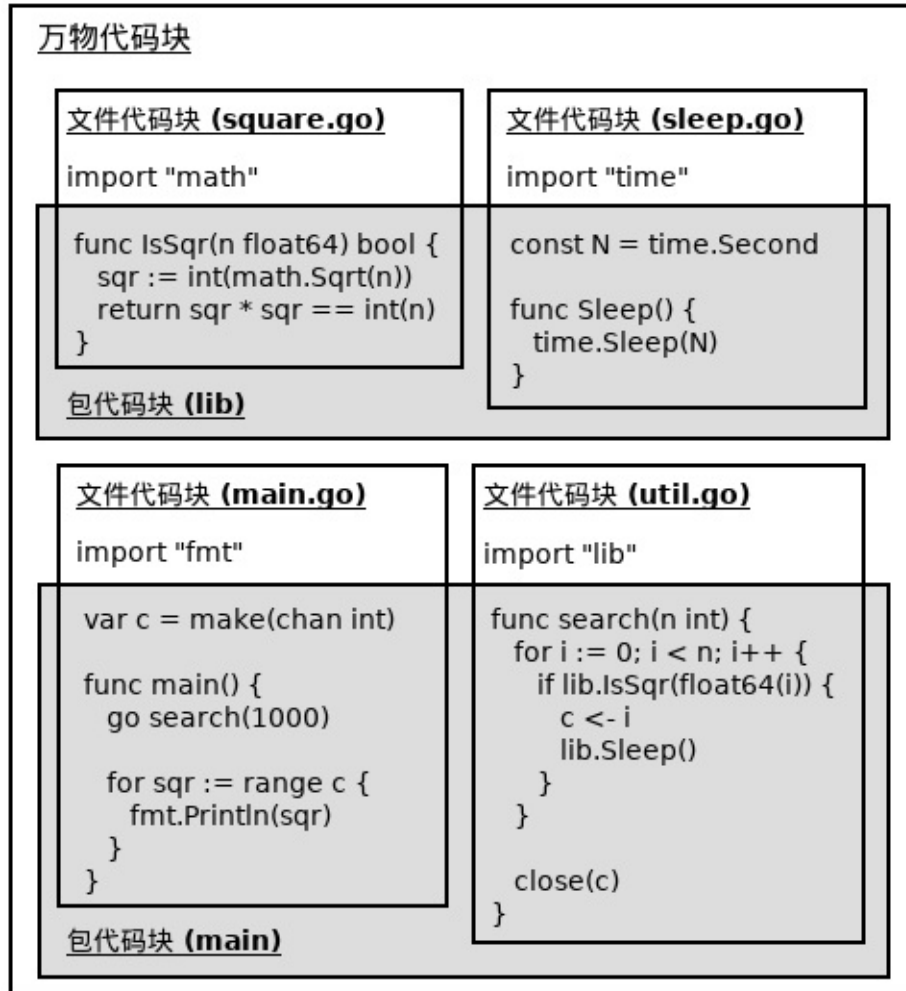 万物代码块
文件代码块 (square.go)
import "math"
func IsSqr(n float64) bool {
sqr := int(math.Sqrt(n))
return sqr * sqr == int(n)
}
文件代码块 (sleep.go)
import "time"
const N = time.Second
func Sleep() {
time.Sleep(N)
}
包代码块 (lib)
文件代码块 (main.go)
import "fmt"
var c = make(chan int)
func main() {
go search(1000)
for sqr := range c {
fmt.Println(sqr)
}
}
文件代码块 (util.go)
import "lib"
func search(n int) {
for i := 0; i < n; i++ {
if lib.IsSqr(float64(i)) {
c <- i
lib.Sleep()
}
}
close(c)
}
包代码块 (main)